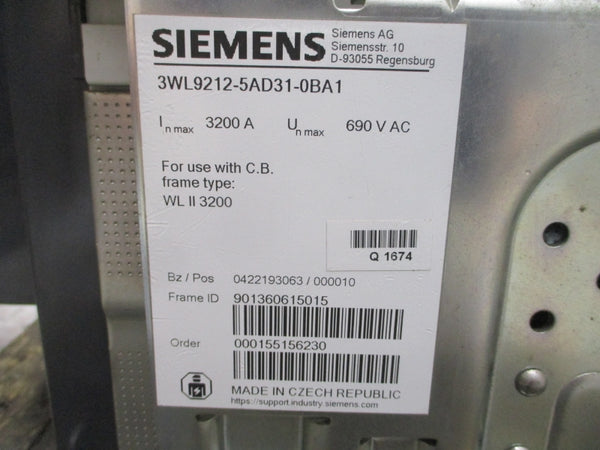 SIEMENS
Siemens AG
Siemensstr. 10
D-93055 Regensburg
3WL9212-5AD31-0BA1
In max 3200 A Un max 690 V AC
For use with C.B.
frame type:
WL II 3200
Q 1674
Bz / Pos 0422193063 / 000010
Frame ID 901360615015
Order 000155156230
MADE IN CZECH REPUBLIC
https://support.industry.siemens.com